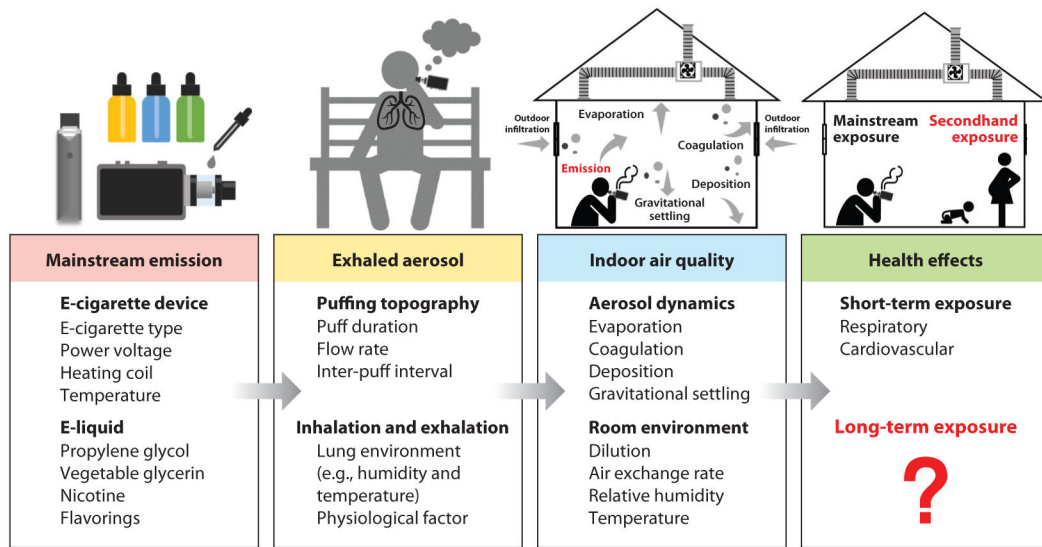 Outdoor
infiltration
Evaporation
Emission
Gravitational
settling
Coagulation
Deposition
Outdoor
infiltration
Mainstream
exposure
Secondhand
exposure
Mainstream emission
E-cigarette device
E-cigarette type
Power voltage
Heating coil
Temperature
E-liquid
Propylene glycol
Vegetable glycerin
Nicotine
Flavorings
Exhaled aerosol
Puffing topography
Puff duration
Flow rate
Inter-puff interval
Inhalation and exhalation
Lung environment
(e.g., humidity and
temperature)
Physiological factor
Indoor air quality
Aerosol dynamics
Evaporation
Coagulation
Deposition
Gravitational settling
Room environment
Dilution
Air exchange rate
Relative humidity
Temperature
Health effects
Short-term exposure
Respiratory
Cardiovascular
Long-term exposure
?